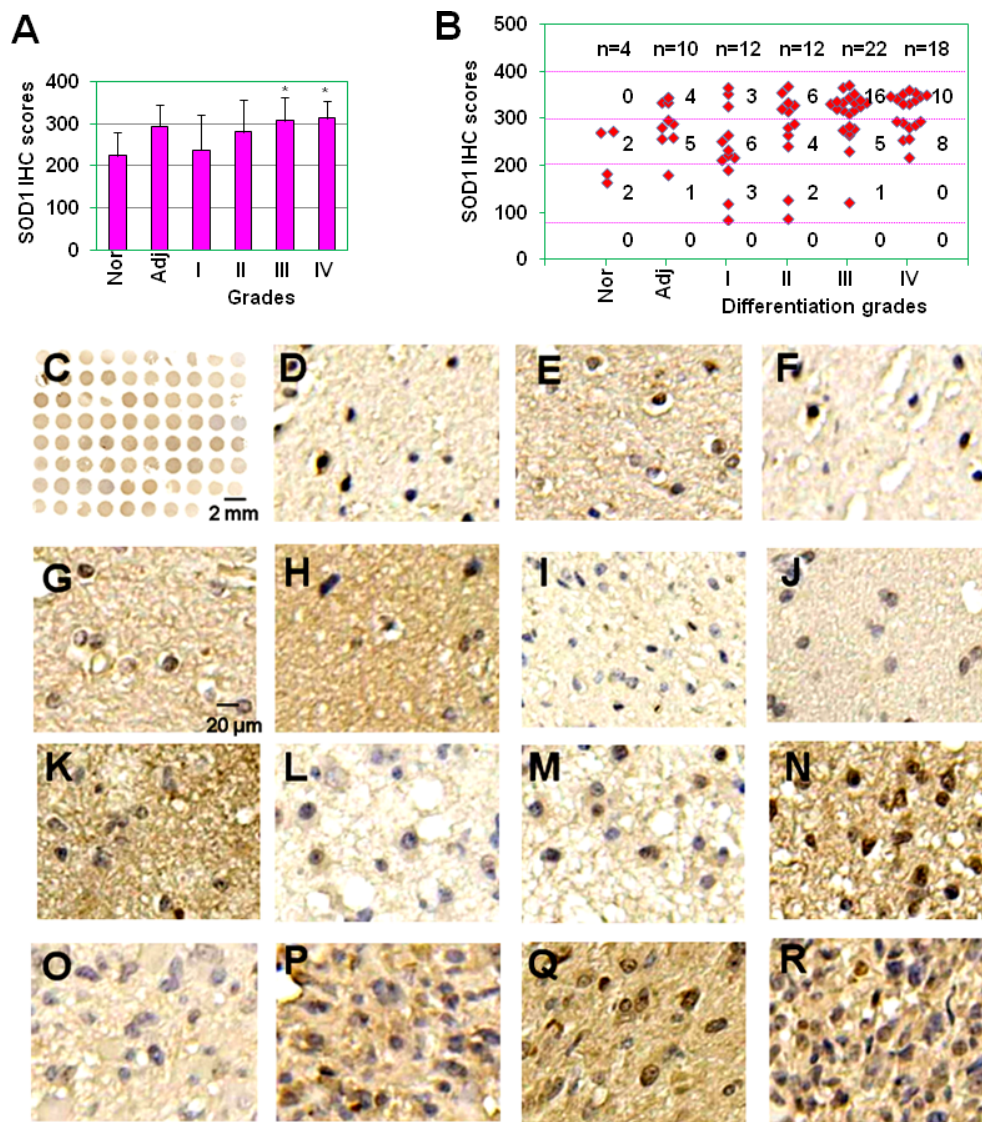 A
SOD1 IHC scores
400
300
200
100
0
* *
Nor Adj I II III IV
Grades
B
SOD1 IHC scores
500
400
300
200
100
0
n=4 n=10 n=12 n=12 n=22 n=18
0 4 3 6 16 10
2 5 6 4 5 8
2 1 3 2 1 0
0 0 0 0 0 0
Nor Adj I II III IV
Differentiation grades
C
2 mm
D
E
F
G
20 µm
H
I
J
K
L
M
N
O
P
Q
R